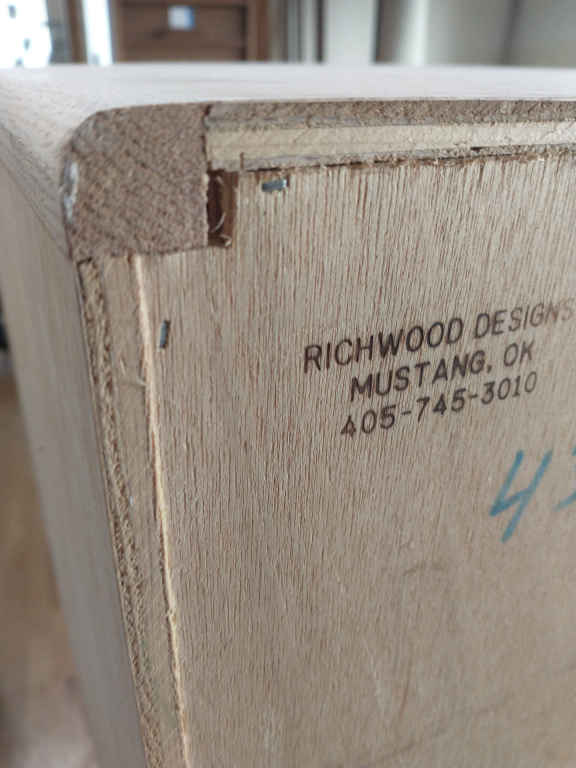 RICHWOOD DESIGNS
MUSTANG, OK
405-745-3010